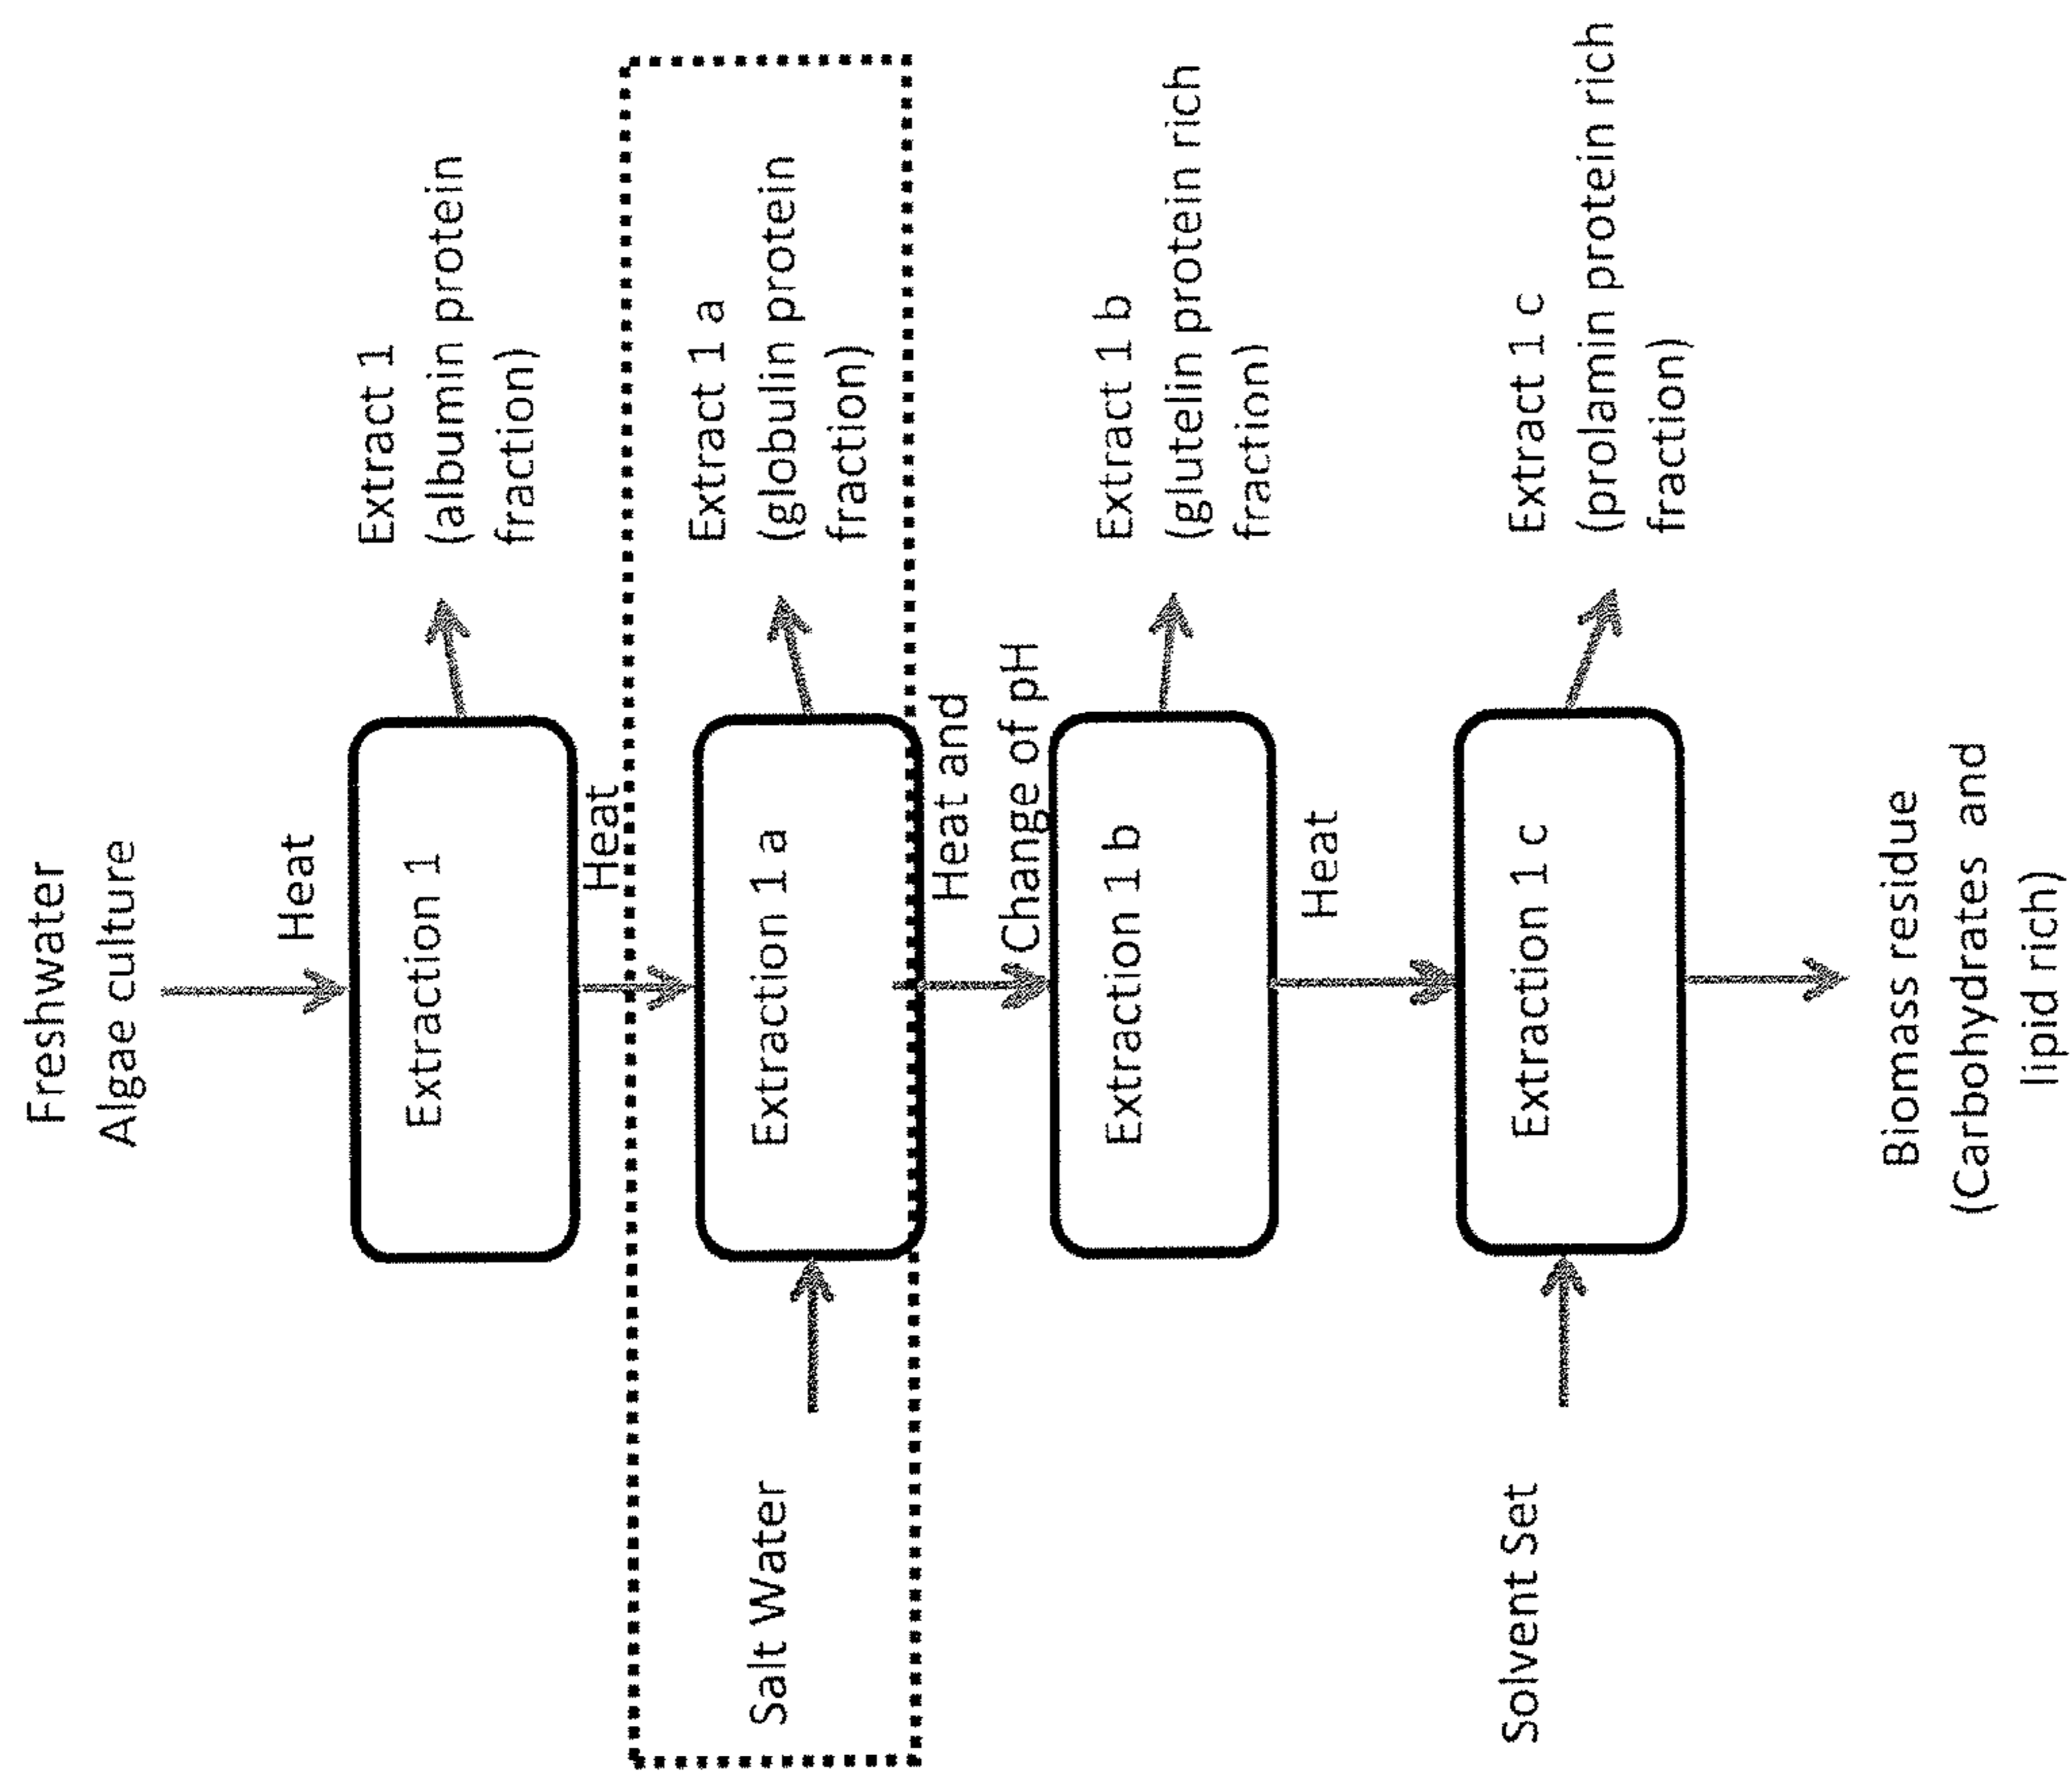 Freshwater
Algae culture
Heat
Extraction 1
Extract 1
(albumin protein
fraction)
Heat
Salt Water
Extraction 1 a
Extract 1 a
(globulin protein
fraction)
Heat and
Change of pH
Extraction 1 b
Extract 1 b
(glutelin protein rich
fraction)
Heat
Solvent Set
Extraction 1 c
Extract 1 c
(prolamin protein rich
fraction)
Biomass residue
(Carbohydrates and
lipid rich)